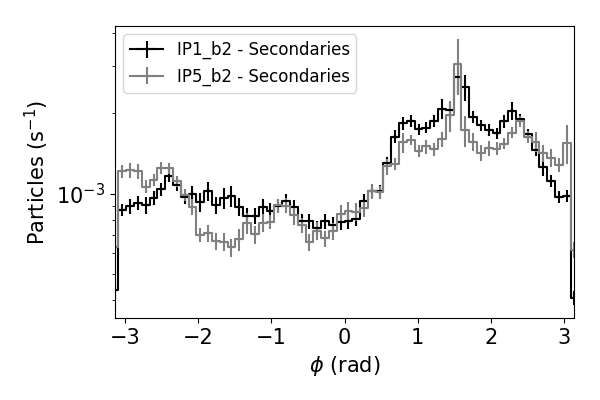 IP1_b2 - Secondaries
IP5_b2 - Secondaries
Particles (s⁻¹)
10⁻³
−3 −2 −1 0 1 2 3
ϕ (rad)